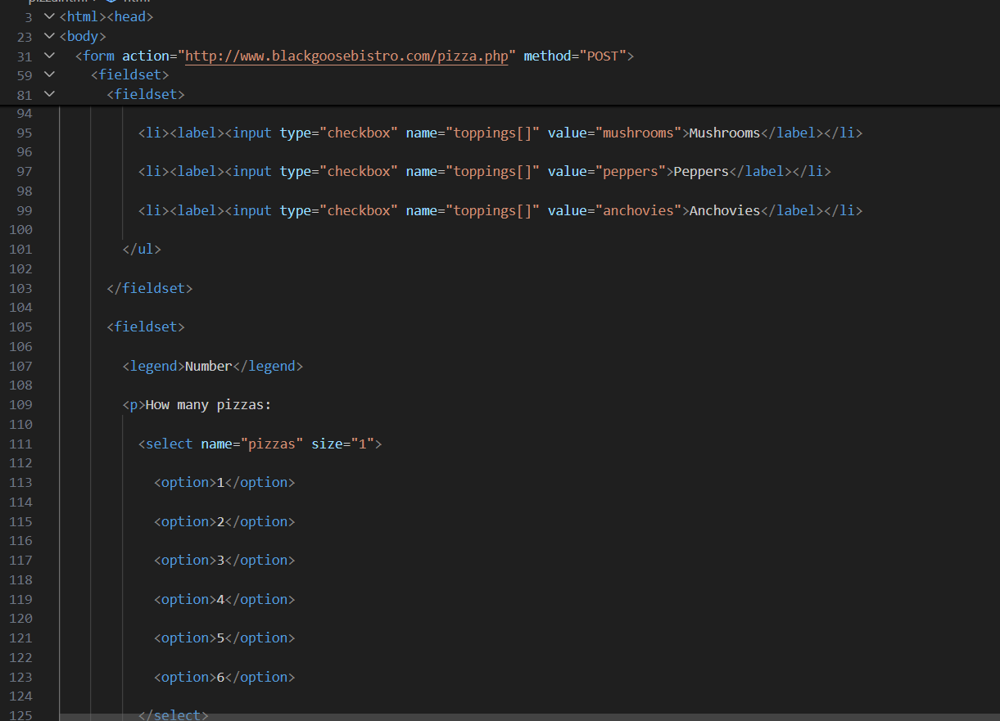 pizza.html > html
3 <html><head>
23 <body>
31 <form action="http://www.blackgoosebistro.com/pizza.php" method="POST">
59 <fieldset>
81 <fieldset>
94
95 <li><label><input type="checkbox" name="toppings[]" value="mushrooms">Mushrooms</label></li>
96
97 <li><label><input type="checkbox" name="toppings[]" value="peppers">Peppers</label></li>
98
99 <li><label><input type="checkbox" name="toppings[]" value="anchovies">Anchovies</label></li>
100
101 </ul>
102
103 </fieldset>
104
105 <fieldset>
106
107 <legend>Number</legend>
108
109 <p>How many pizzas:
110
111 <select name="pizzas" size="1">
112
113 <option>1</option>
114
115 <option>2</option>
116
117 <option>3</option>
118
119 <option>4</option>
120
121 <option>5</option>
122
123 <option>6</option>
124
125 </select>